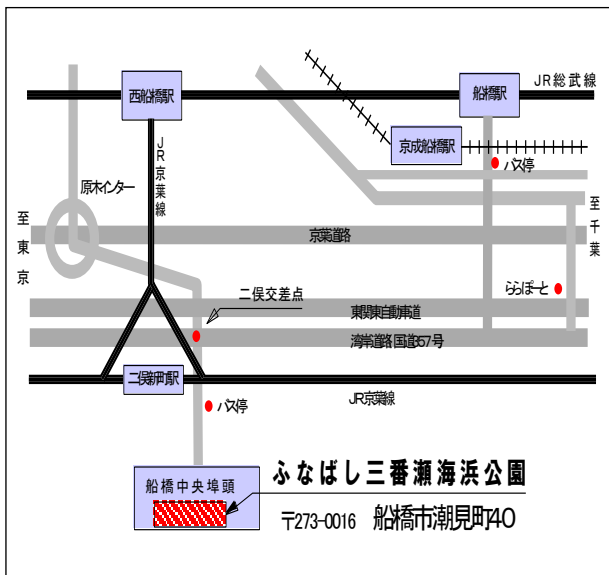 JR総武線
西船橋駅
船橋駅
京成船橋駅
バス停
JR京葉線
原木インター
至東京
至千葉
京葉道路
ららぽーと
二俣交差点
東関東自動車道
湾岸道路 国道357号
二俣新町駅
JR京葉線
バス停
船橋中央埠頭
ふなばし三番瀬海浜公園
〒273-0016 船橋市潮見町40